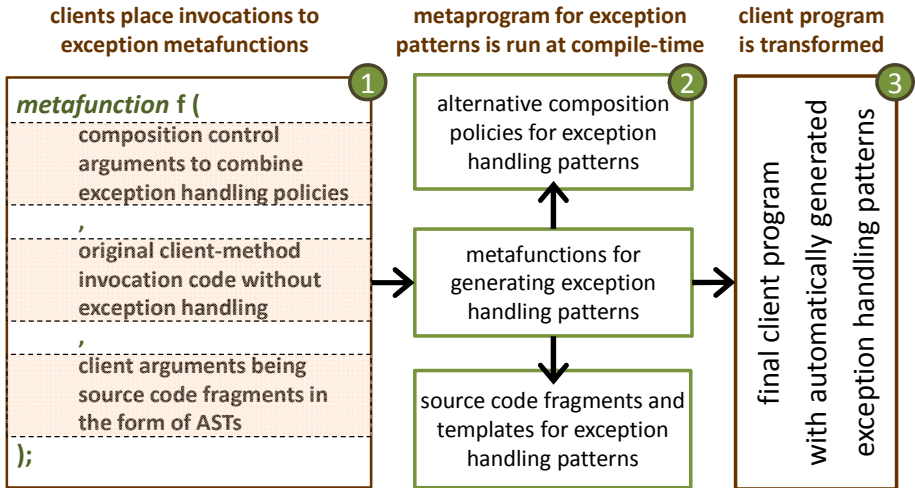 clients place invocations to
exception metafunctions
metaprogram for exception
patterns is run at compile-time
client program
is transformed
1
metafunction f (
composition control
arguments to combine
exception handling policies
,
original client-method
invocation code without
exception handling
,
client arguments being
source code fragments in
the form of ASTs
);
2
alternative composition
policies for exception
handling patterns
metafunctions for
generating exception
handling patterns
source code fragments and
templates for exception
handling patterns
3
final client program
with automatically generated
exception handling patterns